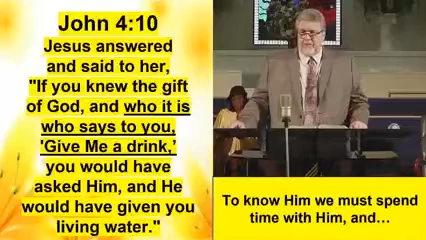 John 4:10
Jesus answered
and said to her,
"If you knew the gift
of God, and who it is
who says to you,
'Give Me a drink,'
you would have
asked Him, and He
would have given you
living water."
To know Him we must spend
time with Him, and...